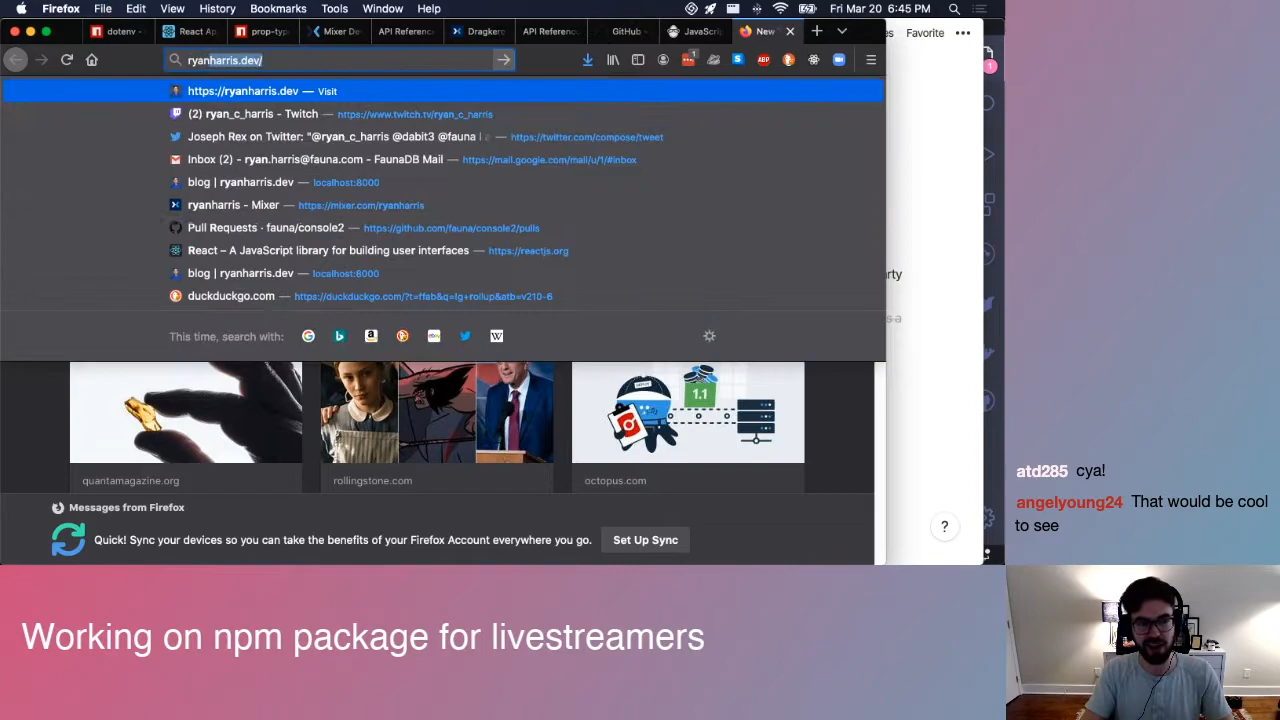 Firefox File Edit View History Bookmarks Tools Window Help Fri Mar 20 6:45 PM
dotenv - React Ap prop-type Mixer De API Referenc Dragkero API Referenc GitHub - JavaScri New T es Favorite
ryanharris.dev/
1
ABP
https://ryanharris.dev — Visit
(2) ryan_c_harris - Twitch — https://www.twitch.tv/ryan_c_harris
Joseph Rex on Twitter: "@ryan_c_harris @dabit3 @fauna I a — https://twitter.com/compose/tweet
Inbox (2) - ryan.harris@fauna.com - FaunaDB Mail — https://mail.google.com/mail/u/1/#inbox
blog | ryanharris.dev — localhost:8000
ryanharris - Mixer — https://mixer.com/ryanharris
Pull Requests · fauna/console2 — https://github.com/fauna/console2/pulls
React – A JavaScript library for building user interfaces — https://reactjs.org
blog | ryanharris.dev — localhost:8000
duckduckgo.com — https://duckduckgo.com/?t=ffab&q=lg+rollup&atb=v210-6
This time, search with:
arty
s a
1.1
quantamagazine.org
rollingstone.com
octopus.com
Messages from Firefox
Quick! Sync your devices so you can take the benefits of your Firefox Account everywhere you go. Set Up Sync
?
1
atd285 cya!
angelyoung24 That would be cool
to see
Working on npm package for livestreamers